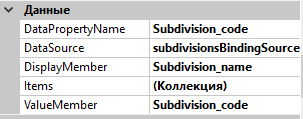 Данные
DataPropertyName Subdivision_code
DataSource subdivisionsBindingSource
DisplayMember Subdivision_name
Items (Коллекция)
ValueMember Subdivision_code